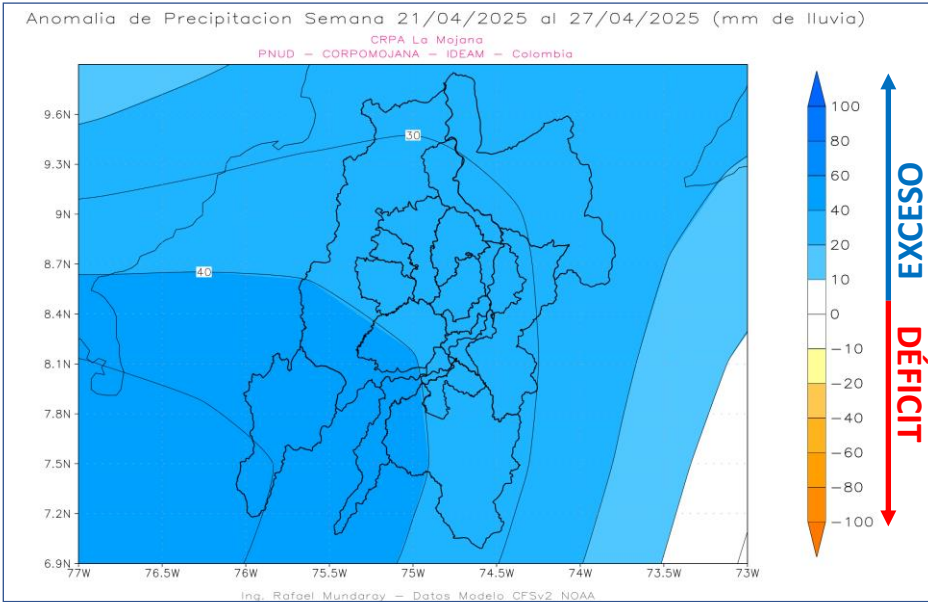 Anomalia de Precipitacion Semana 21/04/2025 al 27/04/2025 (mm de lluvia)
CRPA La Mojana
PNUD – CORPOMOJANA – IDEAM – Colombia
9.6N
9.3N
9N
8.7N
8.4N
8.1N
7.8N
7.5N
7.2N
6.9N
30
40
77W 76.5W 76W 75.5W 75W 74.5W 74W 73.5W 73W
100
80
60
40
20
10
0
−10
−20
−40
−60
−80
−100
EXCESO
DÉFICIT
Ing. Rafael Mundaray – Datos Modelo CFSv2 NOAA